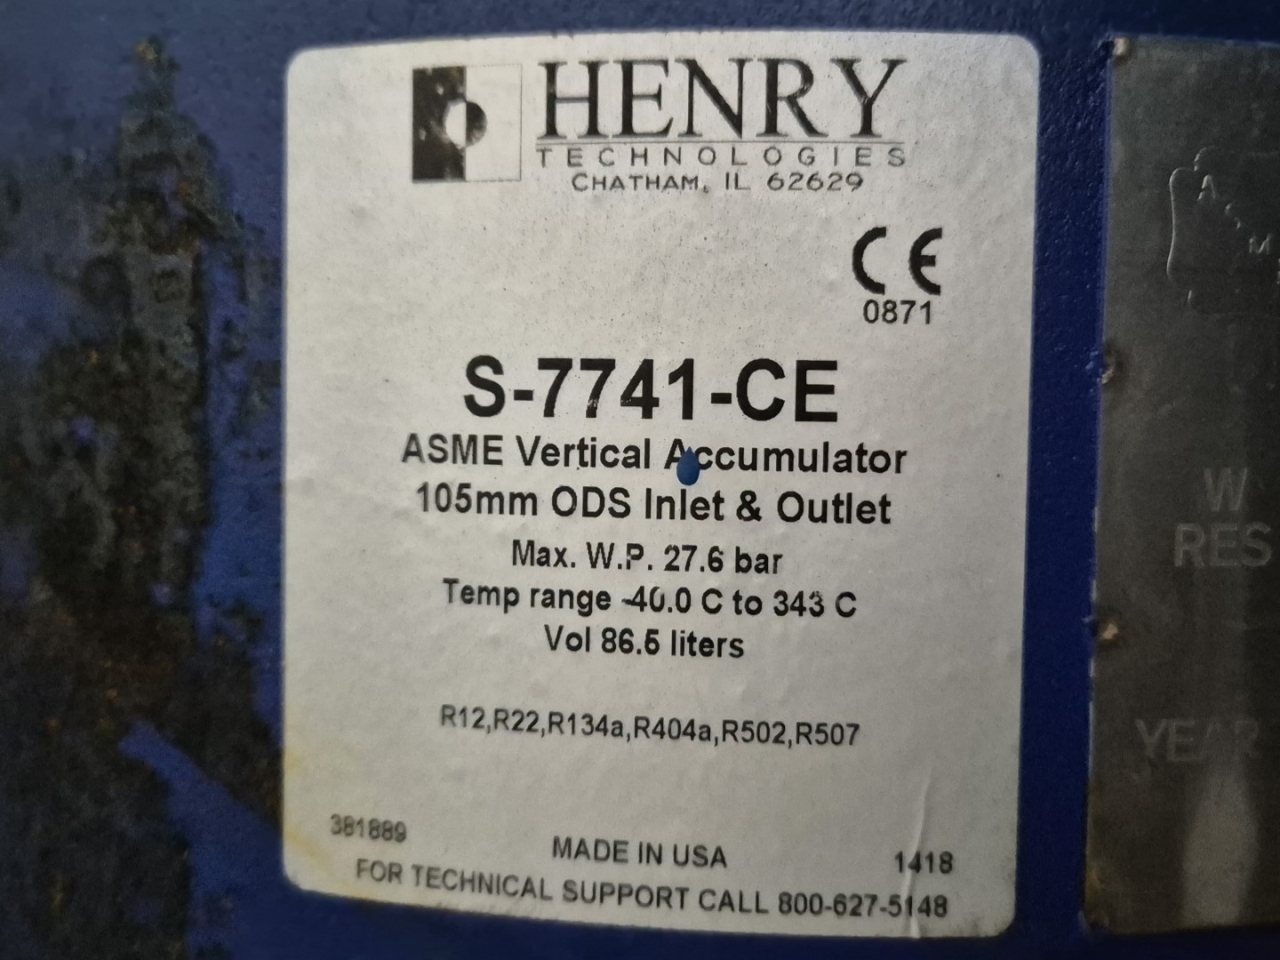 HENRY
TECHNOLOGIES
CHATHAM, IL 62629
CE
0871
S-7741-CE
ASME Vertical Accumulator
105mm ODS Inlet & Outlet
Max. W.P. 27.6 bar
Temp range -40.0 C to 343 C
Vol 86.5 liters
R12,R22,R134a,R404a,R502,R507
381889
MADE IN USA
1418
FOR TECHNICAL SUPPORT CALL 800-627-5148
W
RES
YEAR